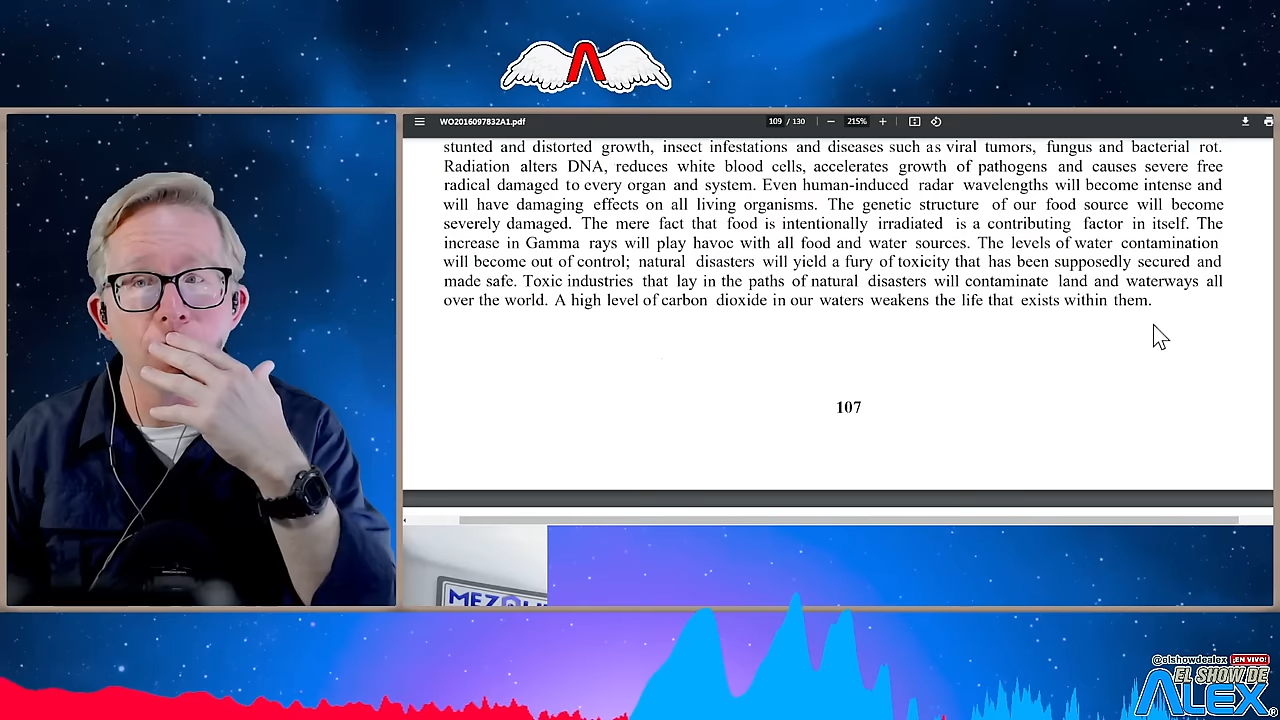 WO2016097832A1.pdf
109 / 130
215%
stunted and distorted growth, insect infestations and diseases such as viral tumors, fungus and bacterial rot.
Radiation alters DNA, reduces white blood cells, accelerates growth of pathogens and causes severe free
radical damaged to every organ and system. Even human-induced radar wavelengths will become intense and
will have damaging effects on all living organisms. The genetic structure of our food source will become
severely damaged. The mere fact that food is intentionally irradiated is a contributing factor in itself. The
increase in Gamma rays will play havoc with all food and water sources. The levels of water contamination
will become out of control; natural disasters will yield a fury of toxicity that has been supposedly secured and
made safe. Toxic industries that lay in the paths of natural disasters will contaminate land and waterways all
over the world. A high level of carbon dioxide in our waters weakens the life that exists within them.
107
@elshowdealex ¡EN VIVO!
EL SHOW DE
ALEX